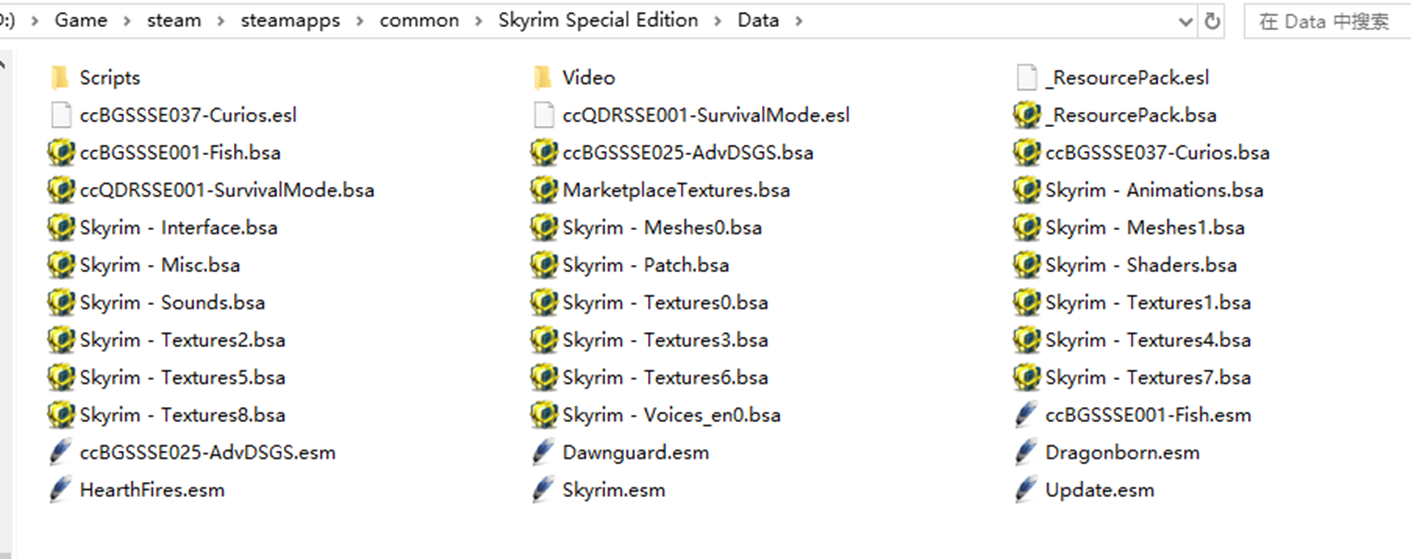 :) > Game > steam > steamapps > common > Skyrim Special Edition > Data > 在 Data 中搜索
Scripts Video _ResourcePack.esl
ccBGSSSE037-Curios.esl ccQDRSSE001-SurvivalMode.esl _ResourcePack.bsa
ccBGSSSE001-Fish.bsa ccBGSSSE025-AdvDSGS.bsa ccBGSSSE037-Curios.bsa
ccQDRSSE001-SurvivalMode.bsa MarketplaceTextures.bsa Skyrim - Animations.bsa
Skyrim - Interface.bsa Skyrim - Meshes0.bsa Skyrim - Meshes1.bsa
Skyrim - Misc.bsa Skyrim - Patch.bsa Skyrim - Shaders.bsa
Skyrim - Sounds.bsa Skyrim - Textures0.bsa Skyrim - Textures1.bsa
Skyrim - Textures2.bsa Skyrim - Textures3.bsa Skyrim - Textures4.bsa
Skyrim - Textures5.bsa Skyrim - Textures6.bsa Skyrim - Textures7.bsa
Skyrim - Textures8.bsa Skyrim - Voices_en0.bsa ccBGSSSE001-Fish.esm
ccBGSSSE025-AdvDSGS.esm Dawnguard.esm Dragonborn.esm
HearthFires.esm Skyrim.esm Update.esm